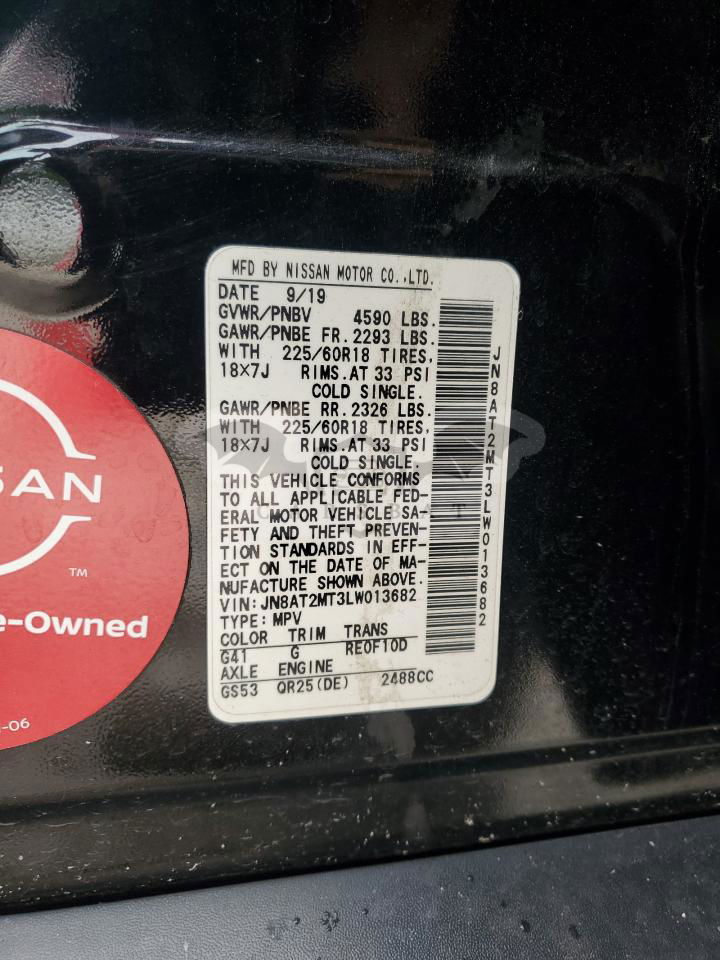 MFD BY NISSAN MOTOR CO.,LTD.
DATE 9/19
GVWR/PNBV 4590 LBS.
GAWR/PNBE FR. 2293 LBS.
WITH 225/60R18 TIRES,
18×7J RIMS.AT 33 PSI
COLD SINGLE.
GAWR/PNBE RR. 2326 LBS.
WITH 225/60R18 TIRES,
18×7J RIMS.AT 33 PSI
COLD SINGLE.
THIS VEHICLE CONFORMS
TO ALL APPLICABLE FED-
ERAL MOTOR VEHICLE SA-
FETY AND THEFT PREVEN-
TION STANDARDS IN EFF-
ECT ON THE DATE OF MA-
NUFACTURE SHOWN ABOVE.
VIN: JN8AT2MT3LW013682
TYPE: MPV
COLOR TRIM TRANS
G41 G RE0F10D
AXLE ENGINE
GS53 QR25(DE) 2488CC
JN8AT2MT3LW013682
SSAN
TM
e-Owned
-06